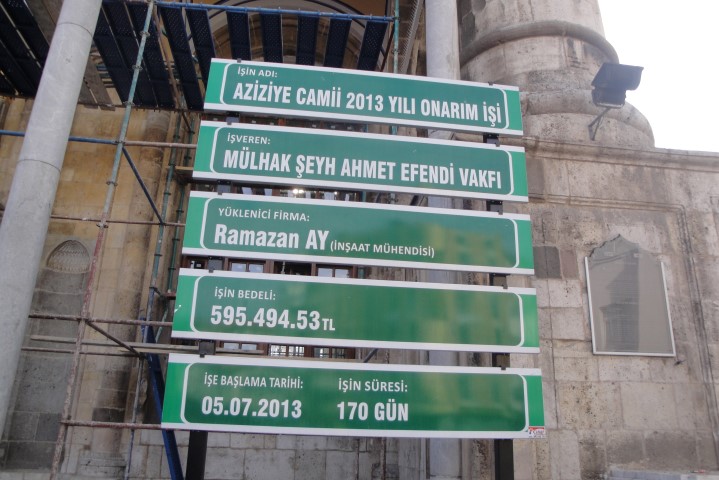 İŞİN ADI:
AZİZİYE CAMİİ 2013 YILI ONARIM İŞİ
İŞVEREN:
MÜLHAK ŞEYH AHMET EFENDİ VAKFI
YÜKLENİCİ FİRMA:
Ramazan AY (İNŞAAT MÜHENDİSİ)
İŞİN BEDELİ:
595.494.53 TL
İŞE BAŞLAMA TARİHİ: İŞİN SÜRESİ:
05.07.2013 170 GÜN